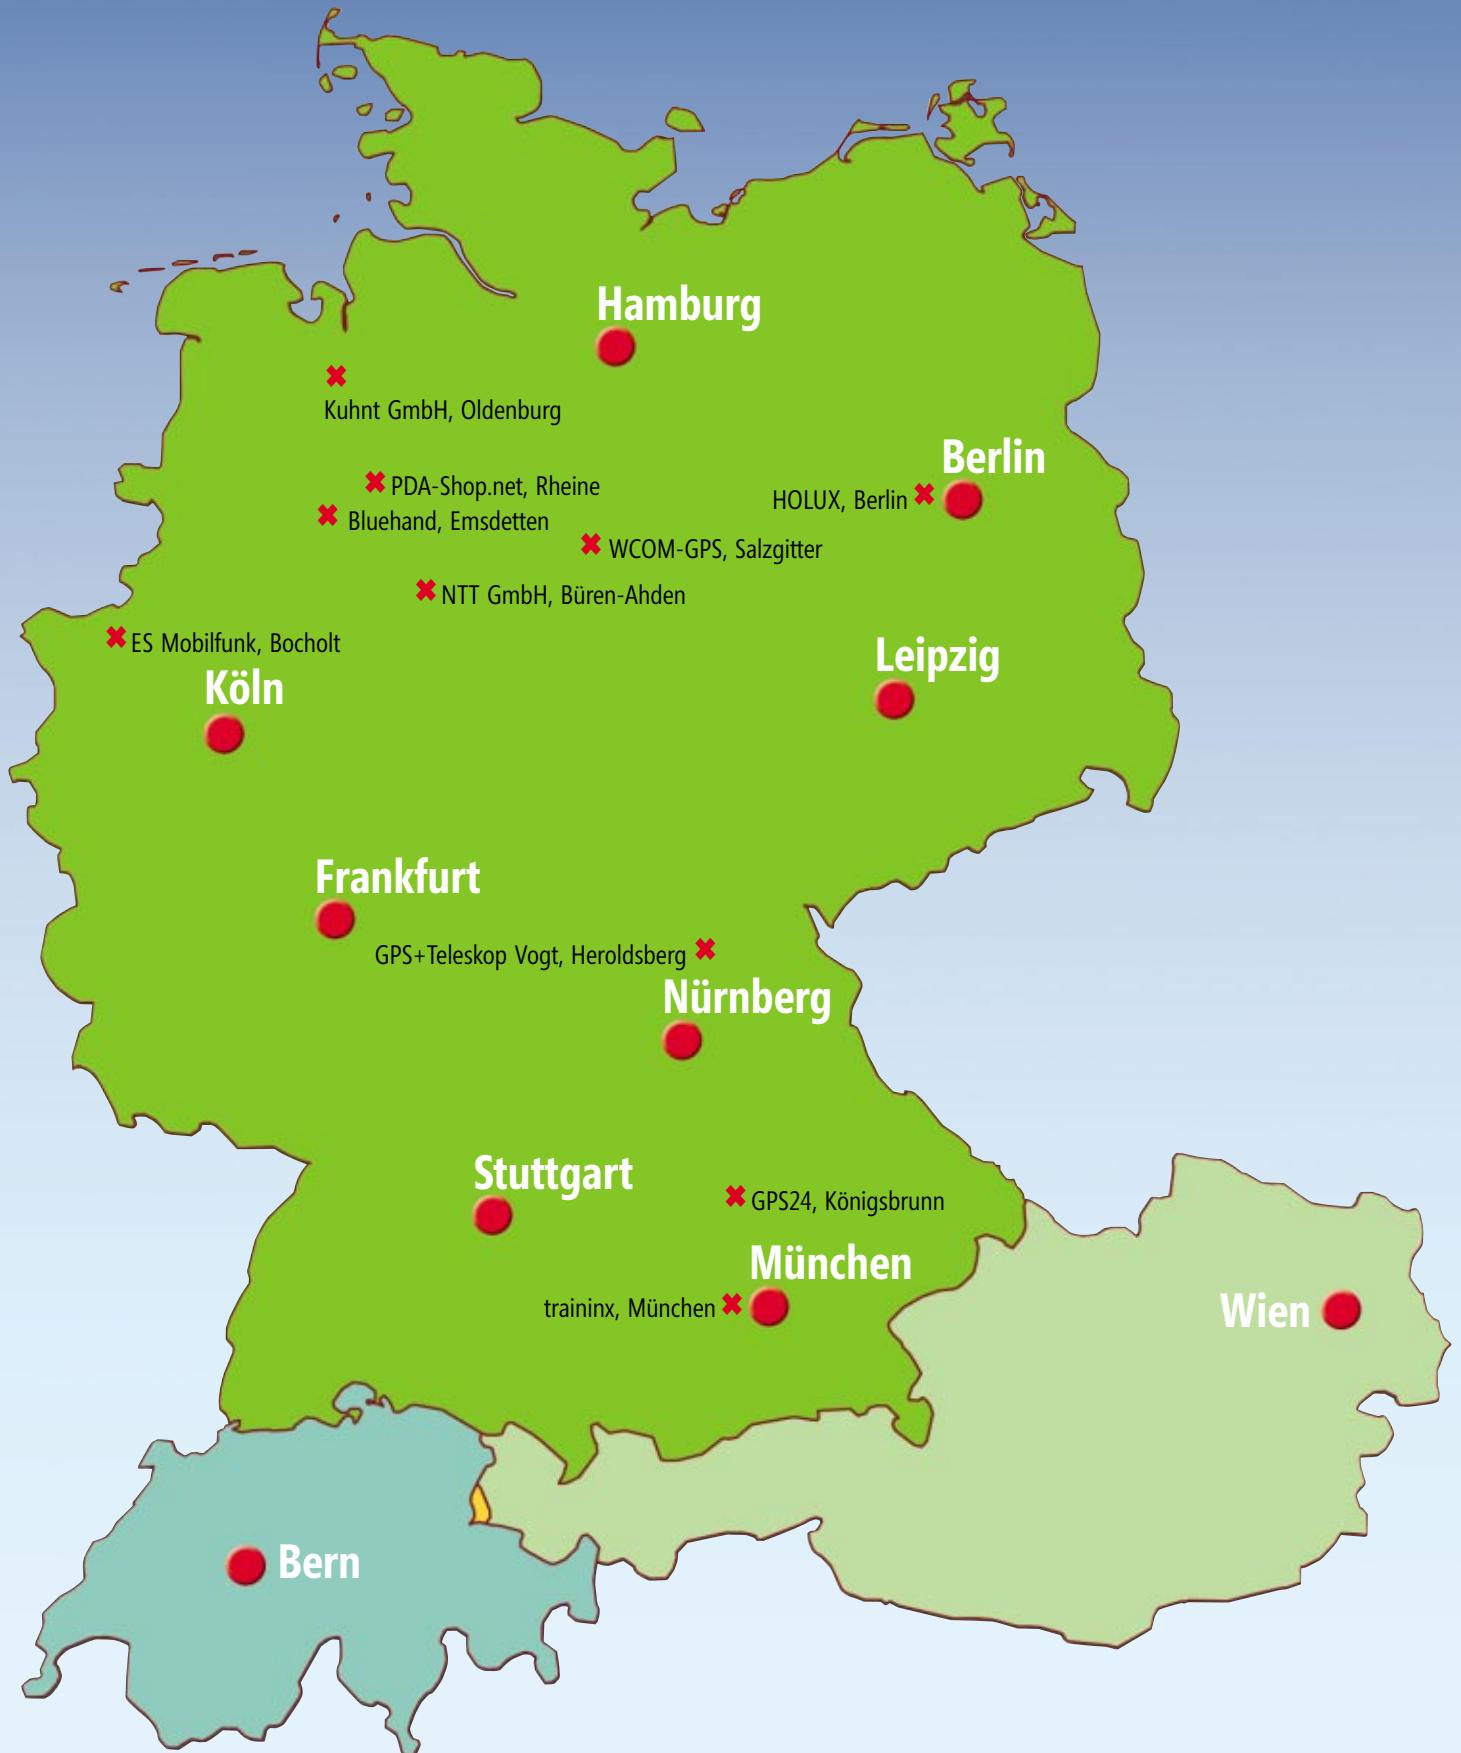 Hamburg
Kuhnt GmbH, Oldenburg
Berlin
PDA-Shop.net, Rheine
HOLUX, Berlin
Bluehand, Emsdetten
WCOM-GPS, Salzgitter
NTT GmbH, Büren-Ahden
ES Mobilfunk, Bocholt
Leipzig
Köln
Frankfurt
GPS+Teleskop Vogt, Heroldsberg
Nürnberg
Stuttgart
GPS24, Königsbrunn
München
traininx, München
Wien
Bern